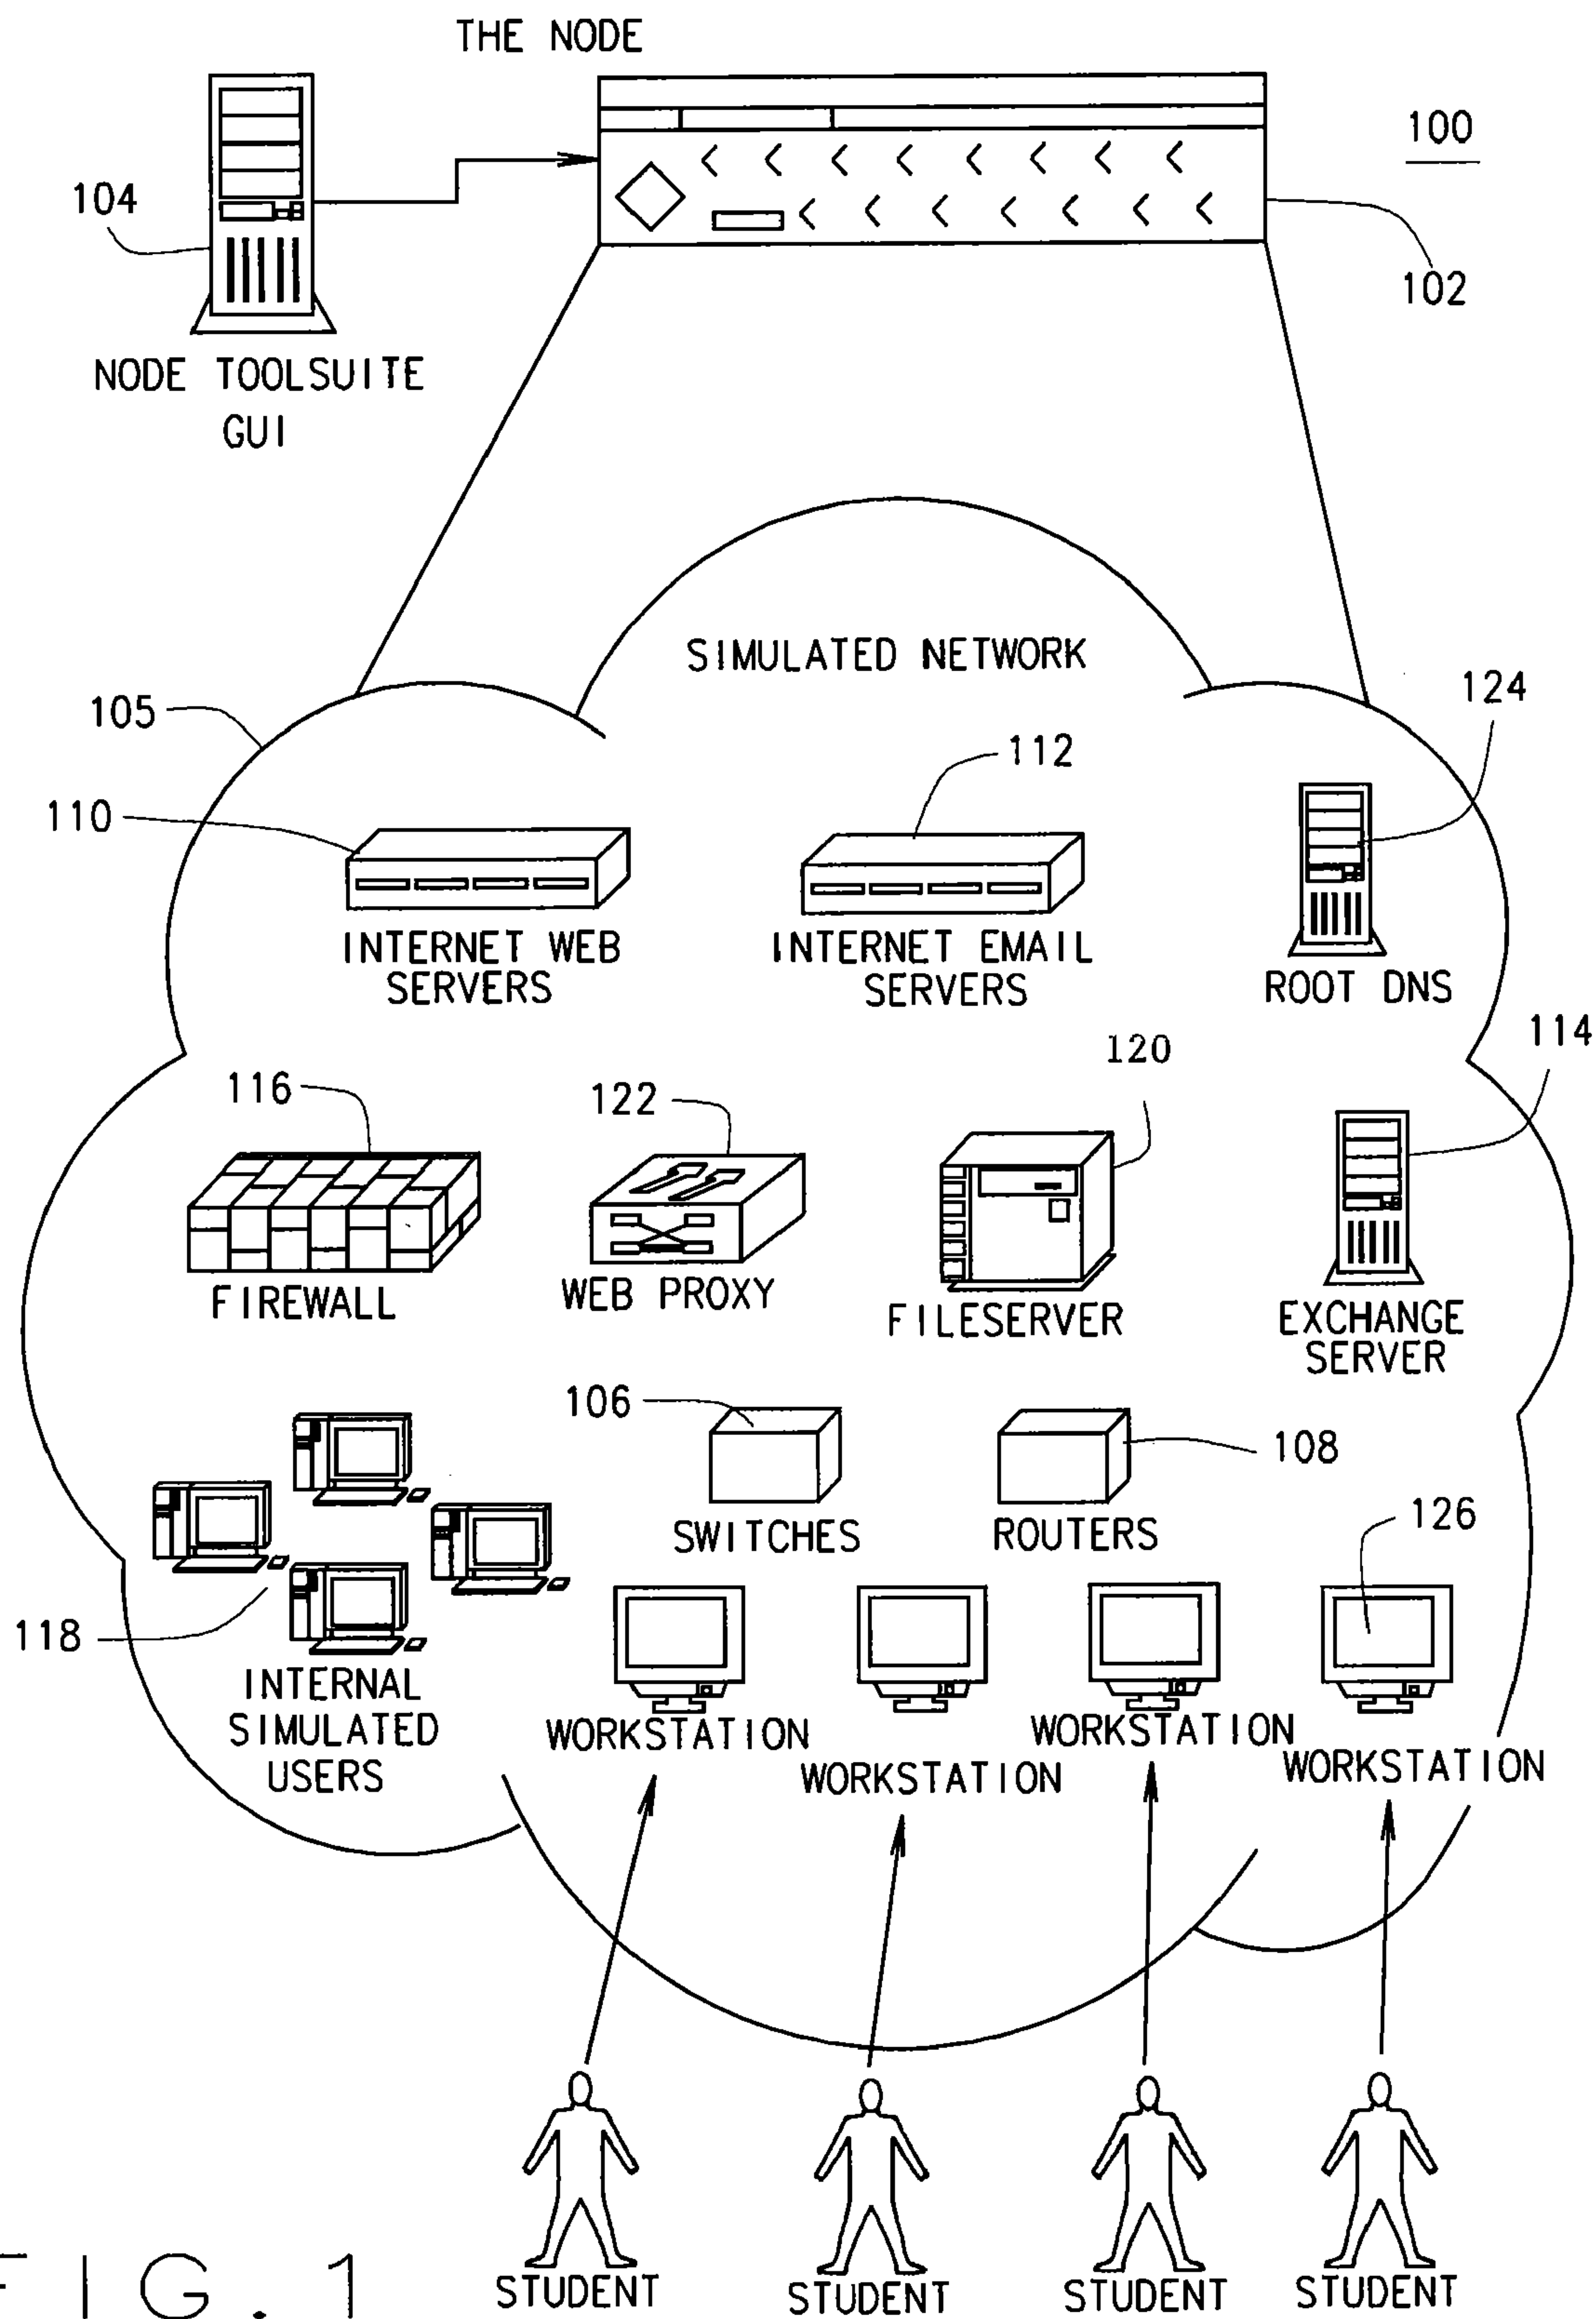 THE NODE
100
104
102
NODE TOOLSUITE
GUI
SIMULATED NETWORK
105
124
112
110
INTERNET WEB
SERVERS
INTERNET EMAIL
SERVERS
ROOT DNS
114
116
122
120
FIREWALL
WEB PROXY
FILESERVER
EXCHANGE
SERVER
106
108
SWITCHES
ROUTERS
126
118
INTERNAL
SIMULATED
USERS
WORKSTATION
WORKSTATION
WORKSTATION
WORKSTATION
STUDENT
STUDENT
STUDENT
STUDENT
FIG. 1